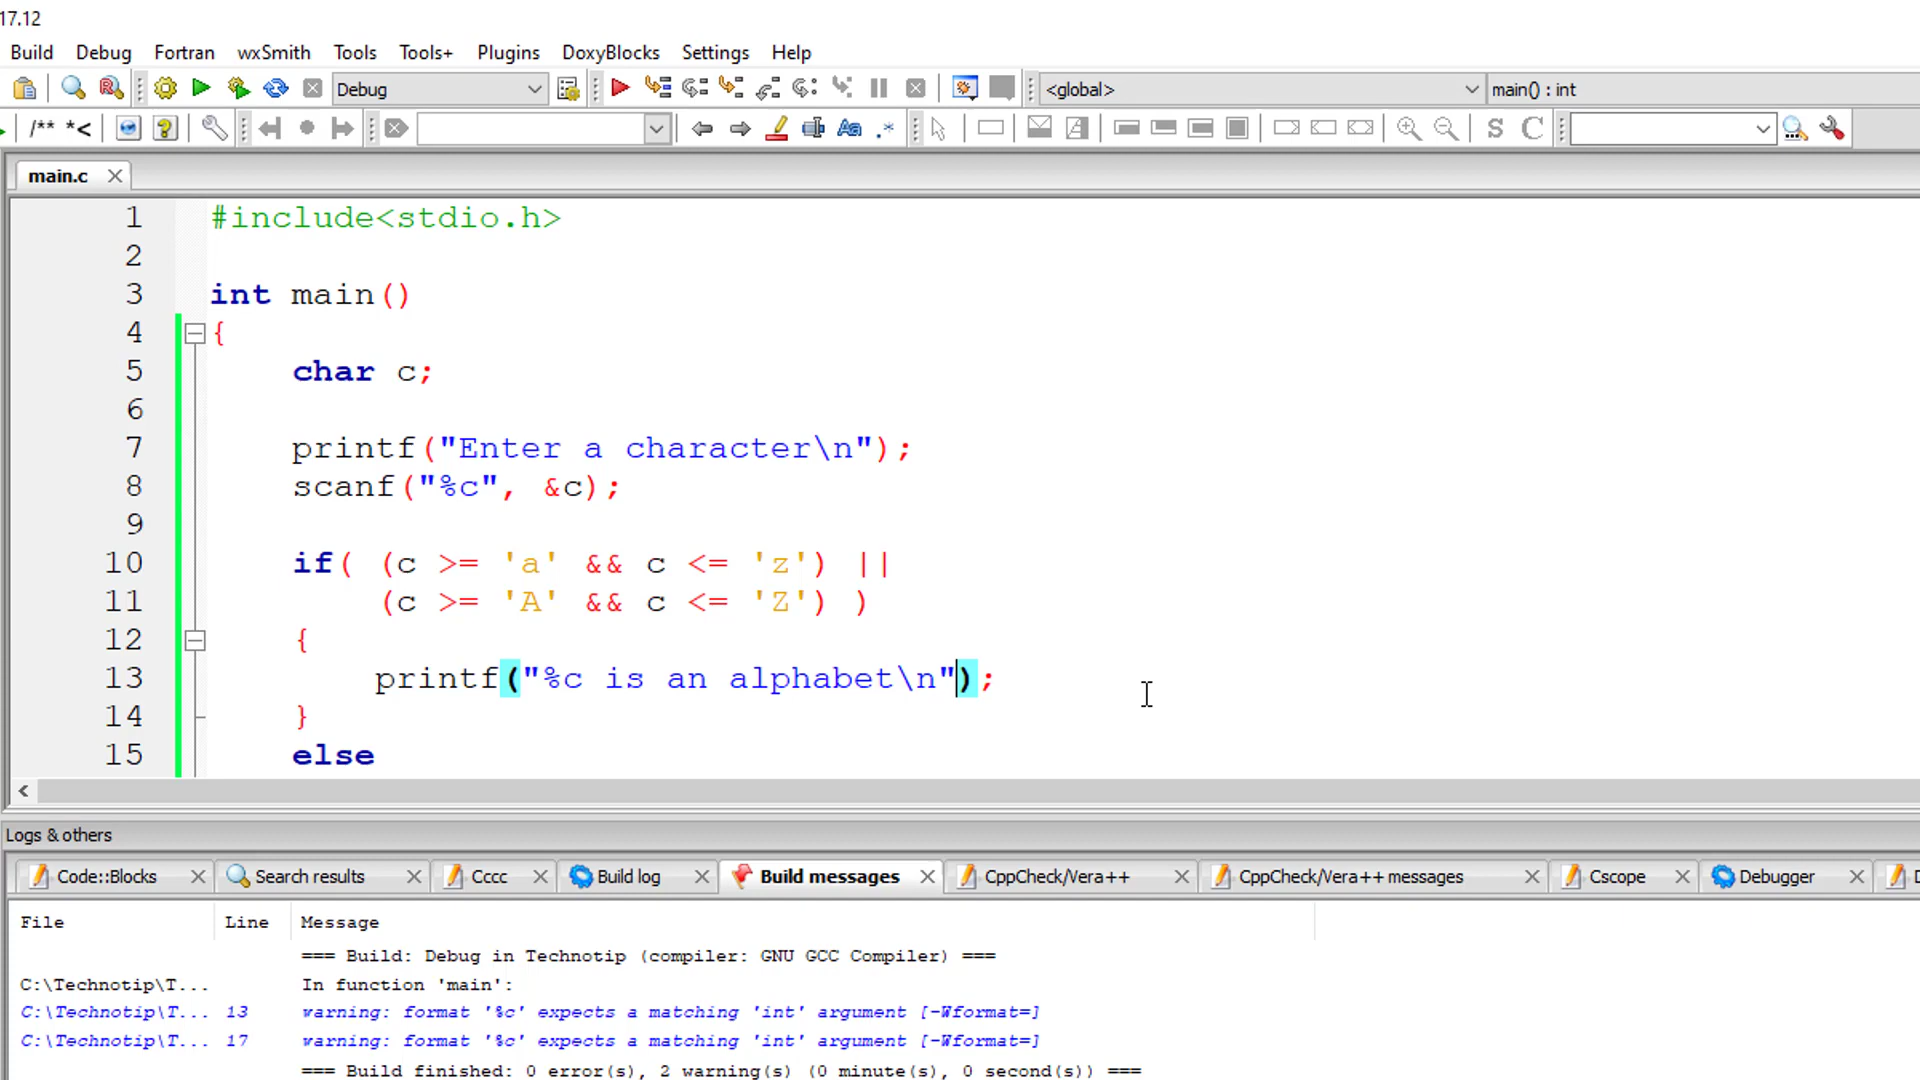 17.12
Build Debug Fortran wxSmith Tools Tools+ Plugins DoxyBlocks Settings Help
Debug <global> main() : int
/** *< Aa .* S C
main.c
1 #include<stdio.h>
2
3 int main()
4 {
5 char c;
6
7 printf("Enter a character\n");
8 scanf("%c", &c);
9
10 if( (c >= 'a' && c <= 'z') ||
11 (c >= 'A' && c <= 'Z') )
12 {
13 printf("%c is an alphabet\n");
14 }
15 else
Logs & others
Code::Blocks Search results Cccc Build log Build messages CppCheck/Vera++ CppCheck/Vera++ messages Cscope Debugger
File Line Message
=== Build: Debug in Technotip (compiler: GNU GCC Compiler) ===
C:\Technotip\T... In function 'main':
C:\Technotip\T... 13 warning: format '%c' expects a matching 'int' argument [-Wformat=]
C:\Technotip\T... 17 warning: format '%c' expects a matching 'int' argument [-Wformat=]
=== Build finished: 0 error(s), 2 warning(s) (0 minute(s), 0 second(s)) ===